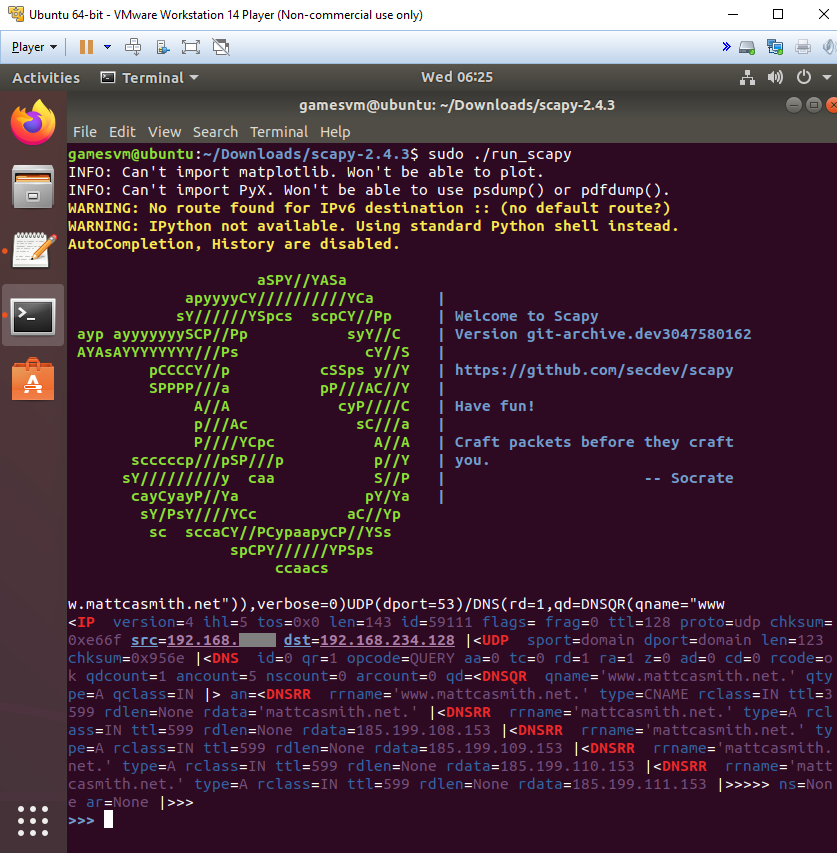 Ubuntu 64-bit - VMware Workstation 14 Player (Non-commercial use only)
Player
Activities Terminal Wed 06:25
gamesvm@ubuntu: ~/Downloads/scapy-2.4.3
File Edit View Search Terminal Help
gamesvm@ubuntu:~/Downloads/scapy-2.4.3$ sudo ./run_scapy
INFO: Can't import matplotlib. Won't be able to plot.
INFO: Can't import PyX. Won't be able to use psdump() or pdfdump().
WARNING: No route found for IPv6 destination :: (no default route?)
WARNING: IPython not available. Using standard Python shell instead.
AutoCompletion, History are disabled.
                     aSPY//YASa
             apyyyyCY//////////YCa       |
            sY//////YSpcs  scpCY//Pp     | Welcome to Scapy
 ayp ayyyyyyySCP//Pp           syY//C    | Version git-archive.dev3047580162
 AYAsAYYYYYYYY///Ps              cY//S   |
         pCCCCY//p          cSSps y//Y   | https://github.com/secdev/scapy
         SPPPP///a          pP///AC//Y   |
              A//A            cyP////C   | Have fun!
              p///Ac            sC///a   |
              P////YCpc           A//A   | Craft packets before they craft
       scccccp///pSP///p          p//Y   | you.
      sY/////////y  caa           S//P   |                      -- Socrate
       cayCyayP//Ya              pY/Ya   |
        sY/PsY////YCc          aC//Yp
         sc  sccaCY//PCypaapyCP//YSs
                  spCPY//////YPSps
                       ccaacs
w.mattcasmith.net")),verbose=0)UDP(dport=53)/DNS(rd=1,qd=DNSQR(qname="www
<IP  version=4 ihl=5 tos=0x0 len=143 id=59111 flags= frag=0 ttl=128 proto=udp chksum=
0xe66f src=192.168. dst=192.168.234.128 |<UDP  sport=domain dport=domain len=123
chksum=0x956e |<DNS  id=0 qr=1 opcode=QUERY aa=0 tc=0 rd=1 ra=1 z=0 ad=0 cd=0 rcode=o
k qdcount=1 ancount=5 nscount=0 arcount=0 qd=<DNSQR  qname='www.mattcasmith.net.' qty
pe=A qclass=IN |> an=<DNSRR  rrname='www.mattcasmith.net.' type=CNAME rclass=IN ttl=3
599 rdlen=None rdata='mattcasmith.net.' |<DNSRR  rrname='mattcasmith.net.' type=A rcl
ass=IN ttl=599 rdlen=None rdata=185.199.108.153 |<DNSRR  rrname='mattcasmith.net.' ty
pe=A rclass=IN ttl=599 rdlen=None rdata=185.199.109.153 |<DNSRR  rrname='mattcasmith.
net.' type=A rclass=IN ttl=599 rdlen=None rdata=185.199.110.153 |<DNSRR  rrname='matt
casmith.net.' type=A rclass=IN ttl=599 rdlen=None rdata=185.199.111.153 |>>>>> ns=Non
e ar=None |>>>
>>>